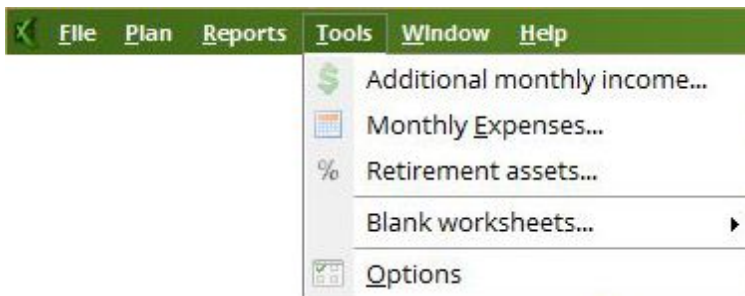 FIle Plan Reports Tools WIndow Help
Additional monthly income...
Monthly Expenses...
% Retirement assets...
Blank worksheets...
Options